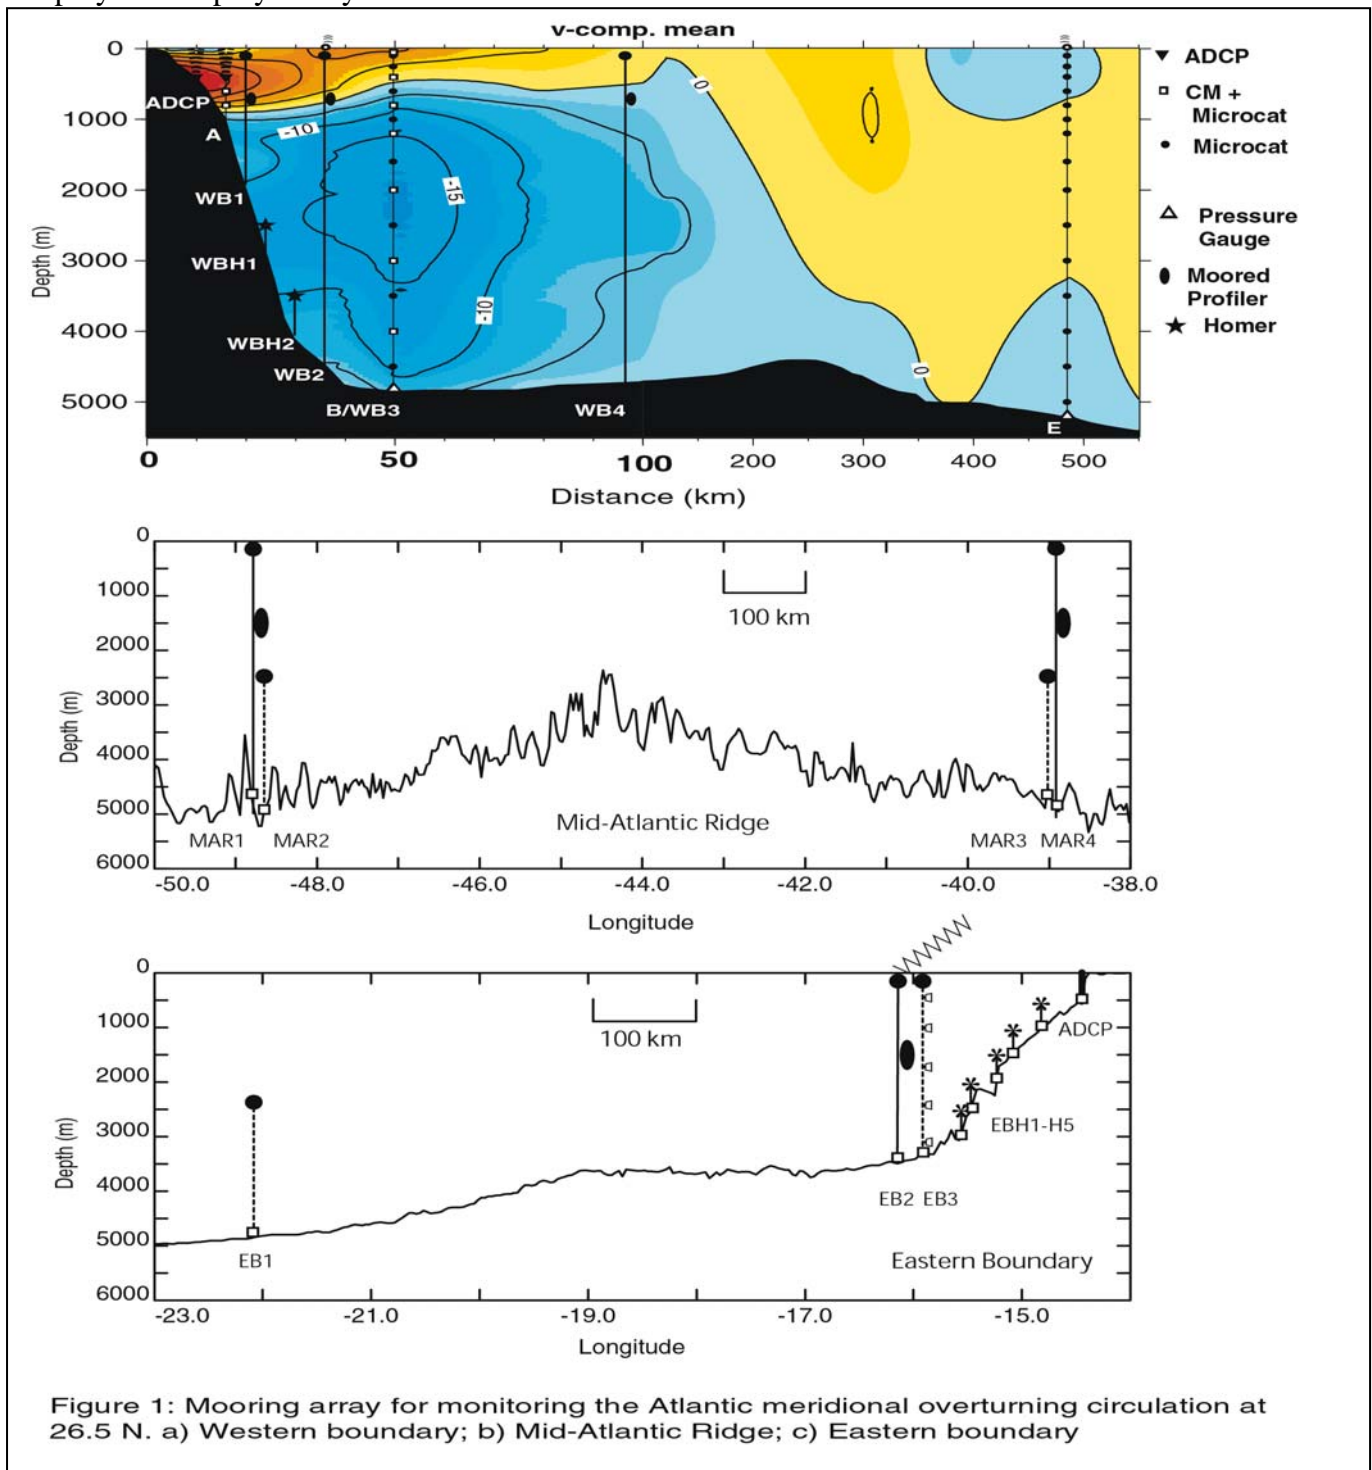 v-comp. mean
0
1000
2000
3000
4000
5000
Depth (m)
ADCP
A
WB1
WBH1
WBH2
WB2
B/WB3
WB4
E
-10
-15
-10
0
0
0 50 100 200 300 400 500
Distance (km)
ADCP
CM +
Microcat
Microcat
Pressure
Gauge
Moored
Profiler
Homer
0
1000
2000
3000
4000
5000
6000
Depth (m)
100 km
Mid-Atlantic Ridge
MAR1 MAR2 MAR3 MAR4
-50.0 -48.0 -46.0 -44.0 -42.0 -40.0 -38.0
Longitude
0
1000
2000
3000
4000
5000
6000
Depth (m)
100 km
ADCP
EBH1-H5
EB2 EB3
EB1
Eastern Boundary
-23.0 -21.0 -19.0 -17.0 -15.0
Longitude
Figure 1: Mooring array for monitoring the Atlantic meridional overturning circulation at
26.5 N. a) Western boundary; b) Mid-Atlantic Ridge; c) Eastern boundary